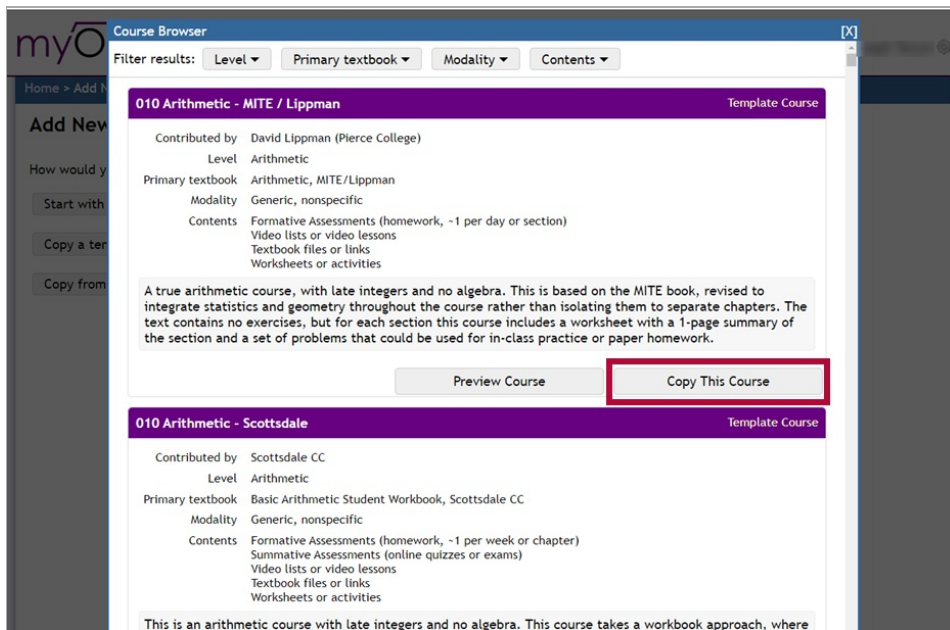 myO
Course Browser
[X]
Filter results:
Level
Primary textbook
Modality
Contents
Home > Add N
Add New
How would y
Start with
Copy a ter
Copy from
010 Arithmetic - MITE / Lippman
Template Course
Contributed by David Lippman (Pierce College)
Level Arithmetic
Primary textbook Arithmetic, MITE/Lippman
Modality Generic, nonspecific
Contents Formative Assessments (homework, ~1 per day or section)
Video lists or video lessons
Textbook files or links
Worksheets or activities
A true arithmetic course, with late integers and no algebra. This is based on the MITE book, revised to
integrate statistics and geometry throughout the course rather than isolating them to separate chapters. The
text contains no exercises, but for each section this course includes a worksheet with a 1-page summary of
the section and a set of problems that could be used for in-class practice or paper homework.
Preview Course
Copy This Course
010 Arithmetic - Scottsdale
Template Course
Contributed by Scottsdale CC
Level Arithmetic
Primary textbook Basic Arithmetic Student Workbook, Scottsdale CC
Modality Generic, nonspecific
Contents Formative Assessments (homework, ~1 per week or chapter)
Summative Assessments (online quizzes or exams)
Video lists or video lessons
Textbook files or links
Worksheets or activities
This is an arithmetic course with late integers and no algebra. This course takes a workbook approach, where